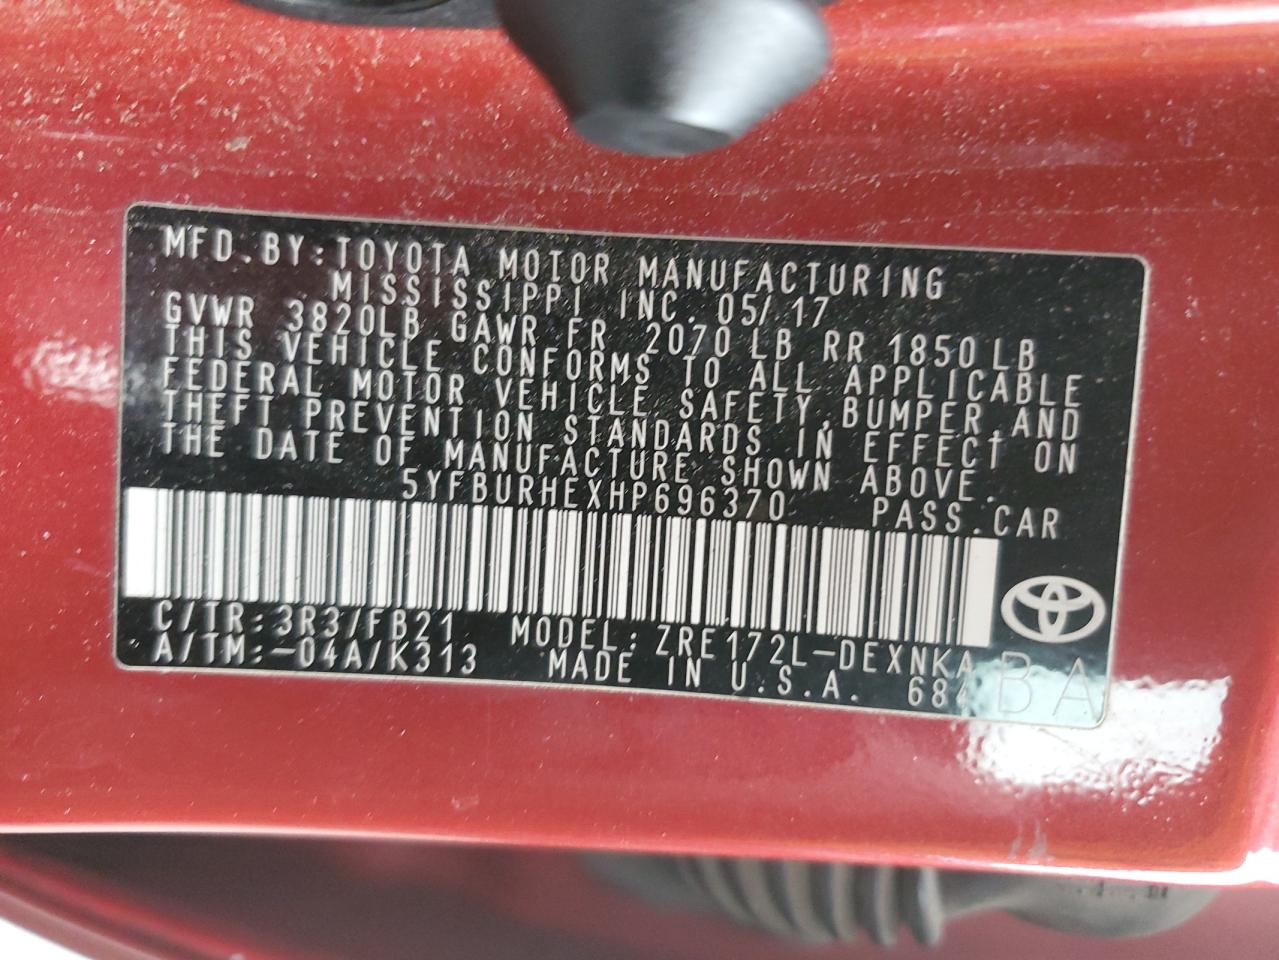 MFD.BY:TOYOTA MOTOR MANUFACTURING
MISSISSIPPI INC. 05/17
GVWR 3820LB GAWR FR 2070LB RR 1850LB
THIS VEHICLE CONFORMS TO ALL APPLICABLE
FEDERAL MOTOR VEHICLE SAFETY,BUMPER,AND
THEFT PREVENTION STANDARDS IN EFFECT ON
THE DATE OF MANUFACTURE SHOWN ABOVE.
5YFBURHEXHP696370 PASS.CAR
C/TR:3R3/FB21 MODEL:ZRE172L-DEXNKA
A/TM:-04A/K313 MADE IN U.S.A. BA